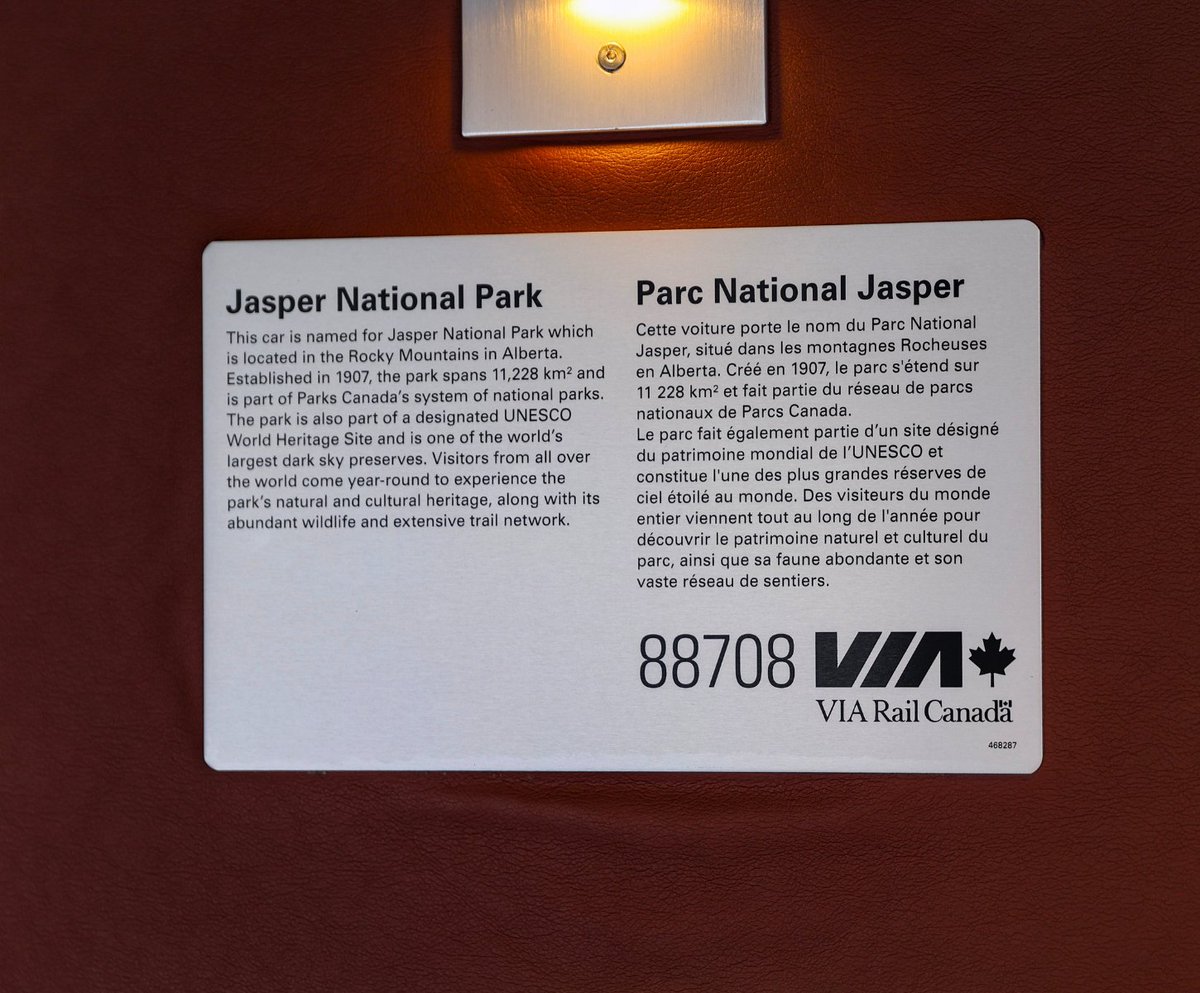 Jasper National Park
This car is named for Jasper National Park which
is located in the Rocky Mountains in Alberta.
Established in 1907, the park spans 11,228 km² and
is part of Parks Canada's system of national parks.
The park is also part of a designated UNESCO
World Heritage Site and is one of the world's
largest dark sky preserves. Visitors from all over
the world come year-round to experience the
park's natural and cultural heritage, along with its
abundant wildlife and extensive trail network.
Parc National Jasper
Cette voiture porte le nom du Parc National
Jasper, situé dans les montagnes Rocheuses
en Alberta. Créé en 1907, le parc s'étend sur
11 228 km² et fait partie du réseau de parcs
nationaux de Parcs Canada.
Le parc fait également partie d'un site désigné
du patrimoine mondial de l'UNESCO et
constitue l'une des plus grandes réserves de
ciel étoilé au monde. Des visiteurs du monde
entier viennent tout au long de l'année pour
découvrir le patrimoine naturel et culturel du
parc, ainsi que sa faune abondante et son
vaste réseau de sentiers.
88708 VIA
VIA Rail Canada
468287